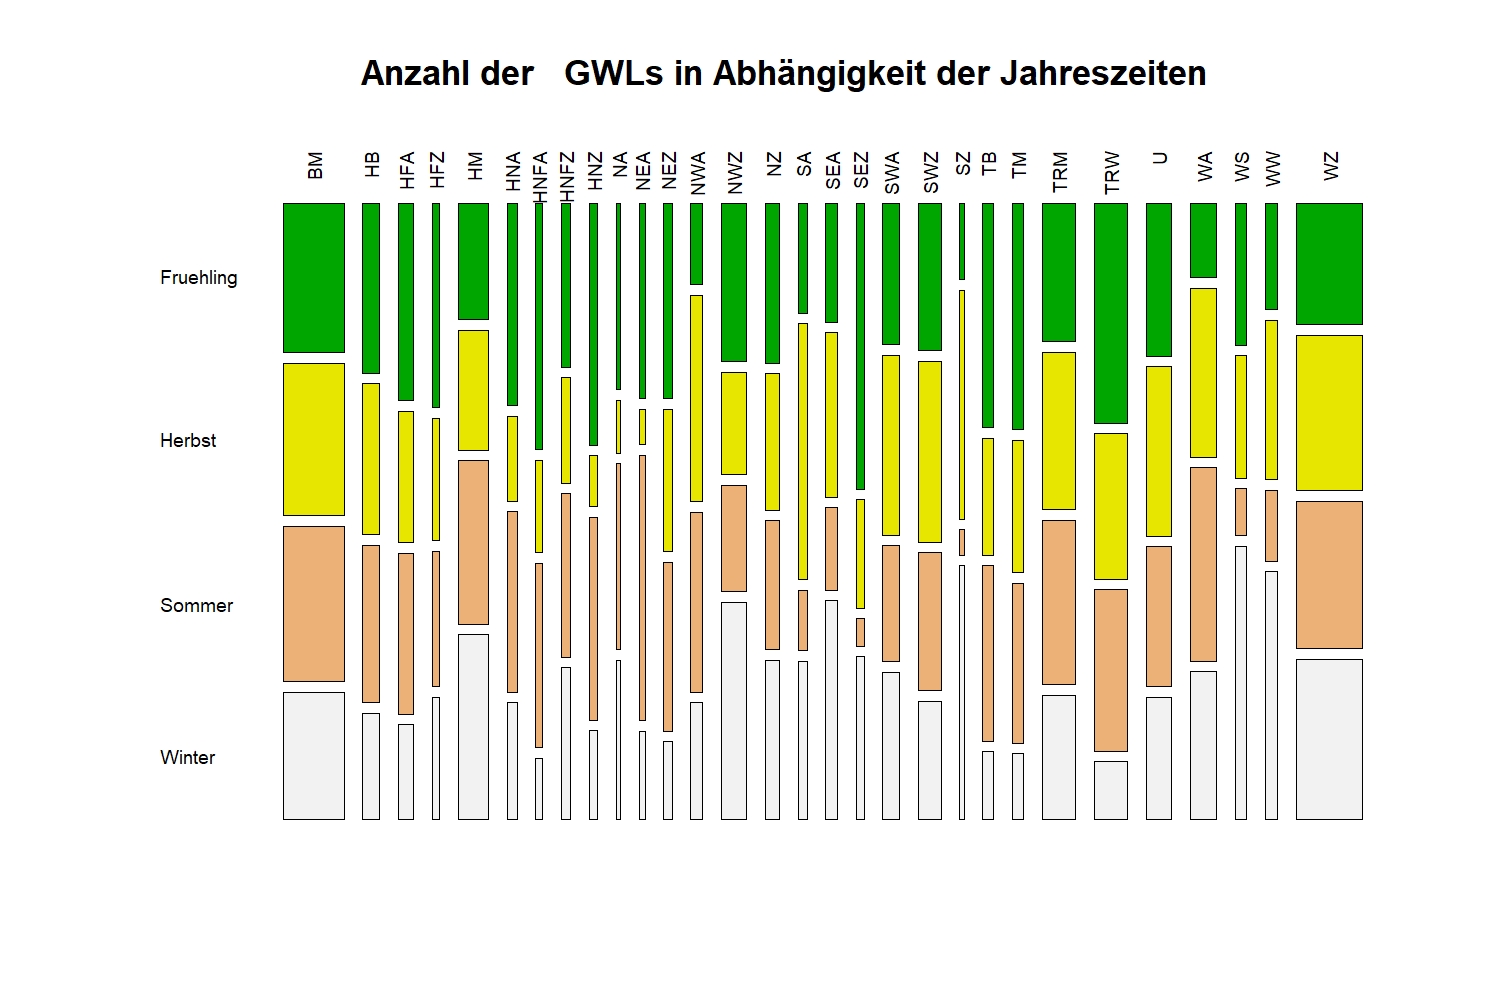 Anzahl der   GWLs in Abhängigkeit der Jahreszeiten
BM HB HFA HFZ HM HNA HNFA HNFZ HNZ NA NEA NEZ NWA NWZ NZ SA SEA SEZ SWA SWZ SZ TB TM TRM TRW U WA WS WW WZ
Fruehling
Herbst
Sommer
Winter